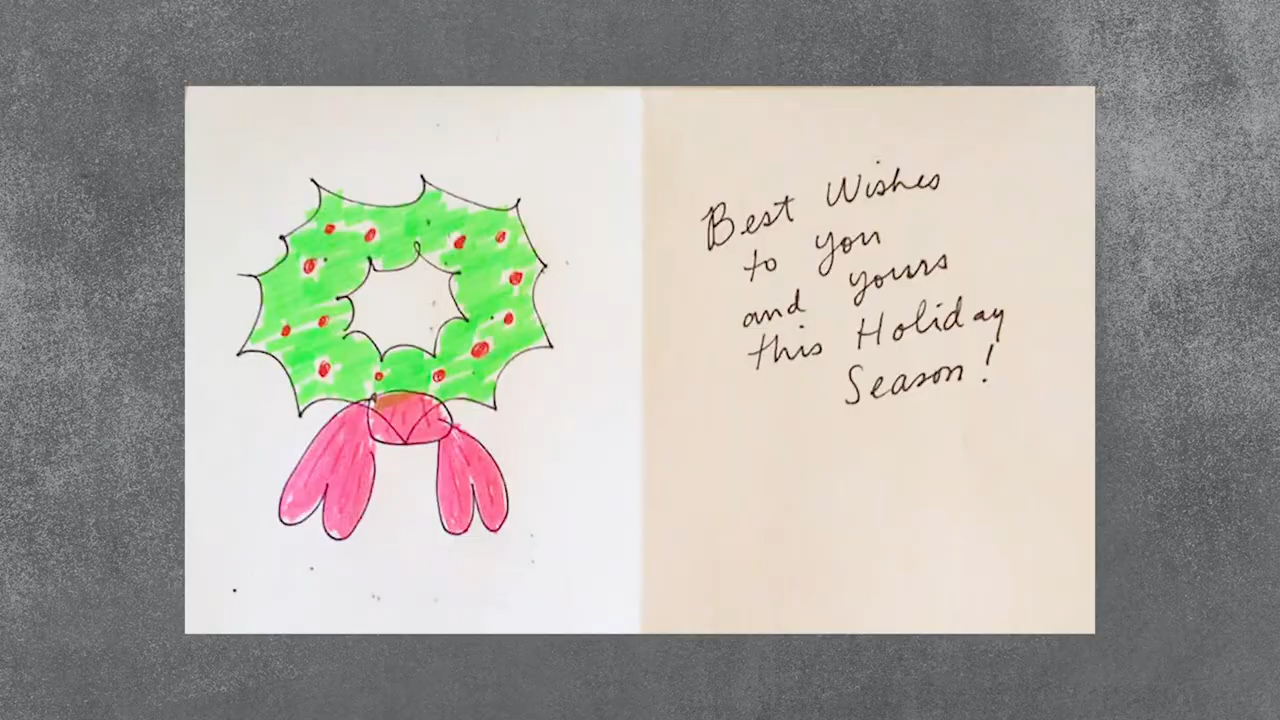 Best Wishes
to you
and yours
this Holiday
Season!